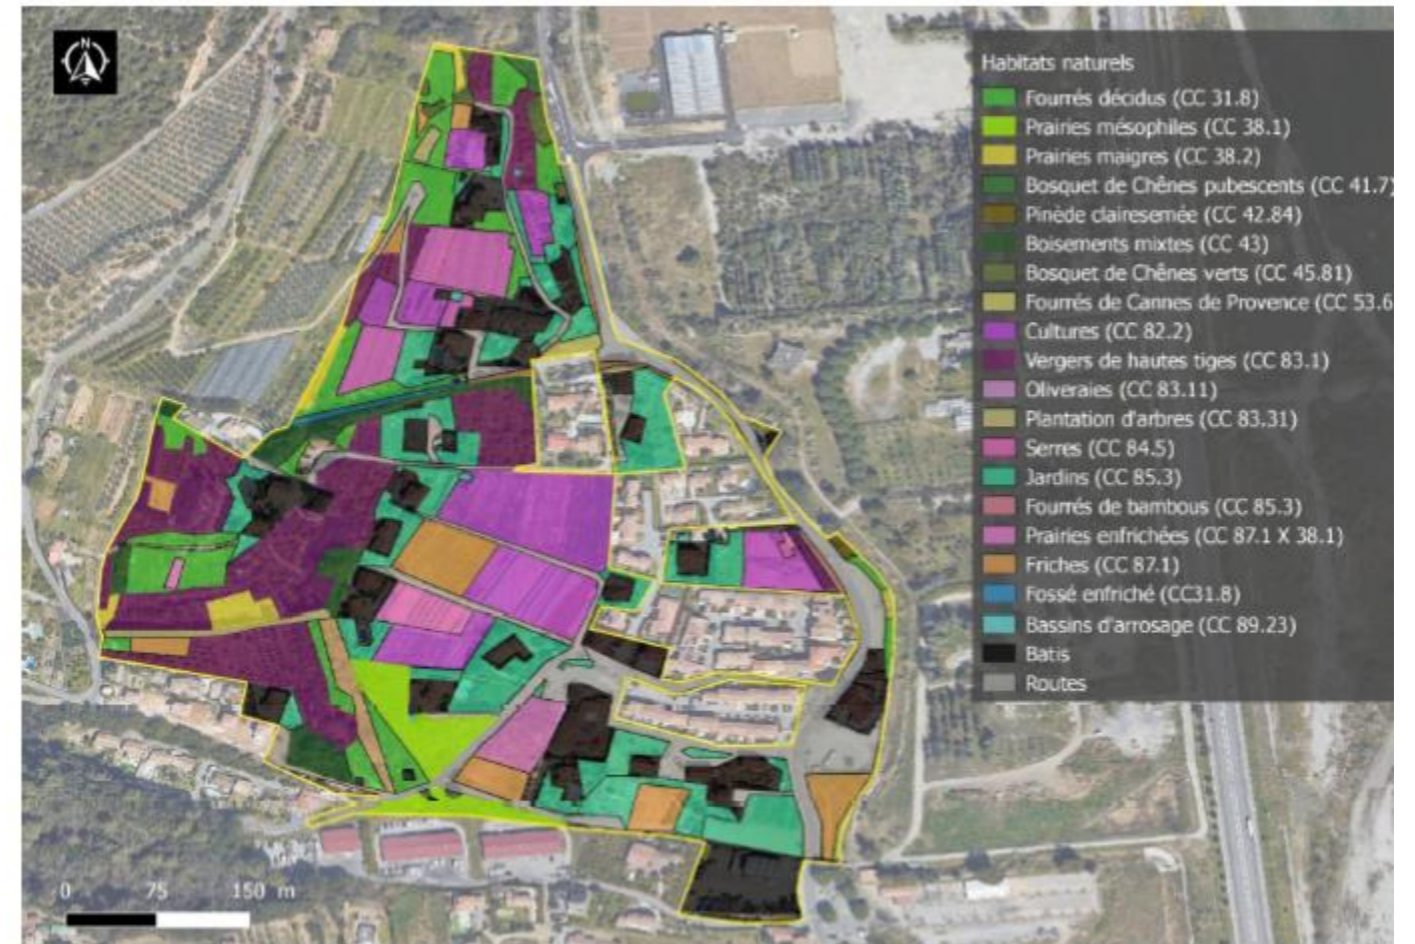 N
Habitats naturels
Fourrés décidus (CC 31.8)
Prairies mésophiles (CC 38.1)
Prairies maigres (CC 38.2)
Bosquet de Chênes pubescents (CC 41.7)
Pinède clairesemée (CC 42.84)
Boisements mixtes (CC 43)
Bosquet de Chênes verts (CC 45.81)
Fourrés de Cannes de Provence (CC 53.6
Cultures (CC 82.2)
Vergers de hautes tiges (CC 83.1)
Oliveraies (CC 83.11)
Plantation d'arbres (CC 83.31)
Serres (CC 84.5)
Jardins (CC 85.3)
Fourrés de bambous (CC 85.3)
Prairies enfrichées (CC 87.1 X 38.1)
Friches (CC 87.1)
Fossé enfriché (CC31.8)
Bassins d'arrosage (CC 89.23)
Batis
Routes
0 75 150 m